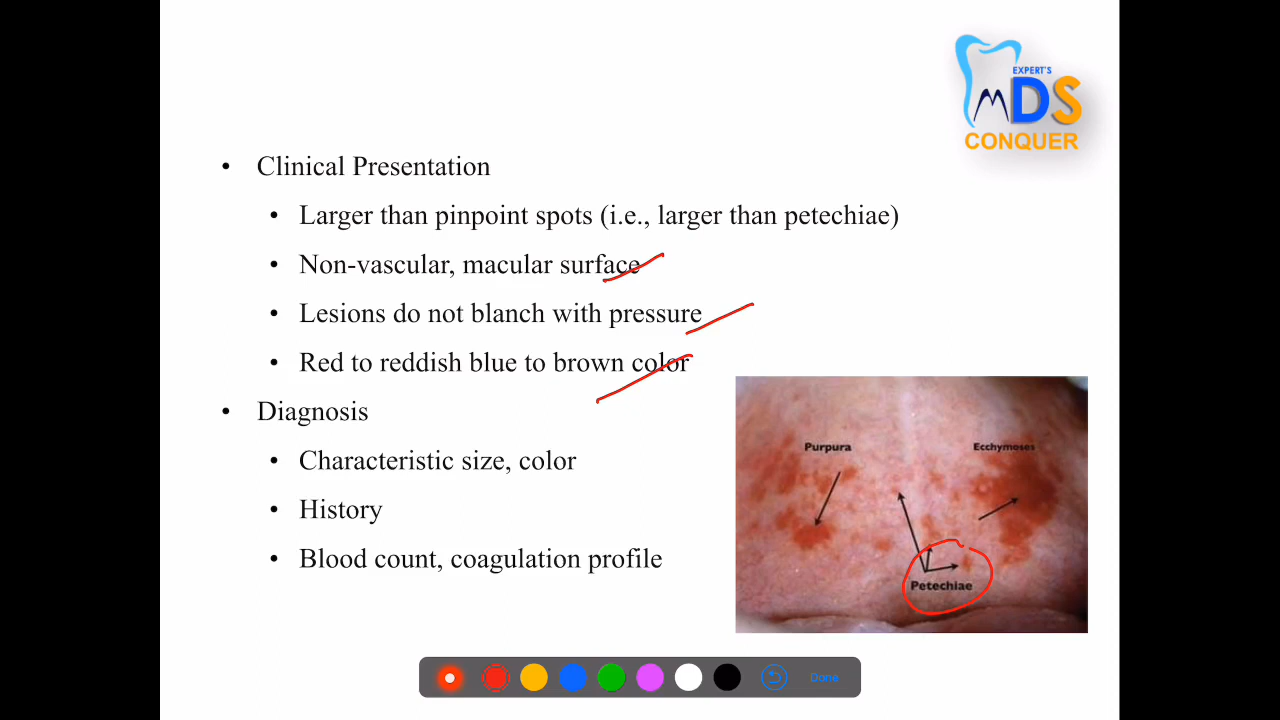 EXPERT'S
MDS
CONQUER
• Clinical Presentation
• Larger than pinpoint spots (i.e., larger than petechiae)
• Non-vascular, macular surface
• Lesions do not blanch with pressure
• Red to reddish blue to brown color
• Diagnosis
• Characteristic size, color
• History
• Blood count, coagulation profile
Purpura
Ecchymoses
Petechiae
Done